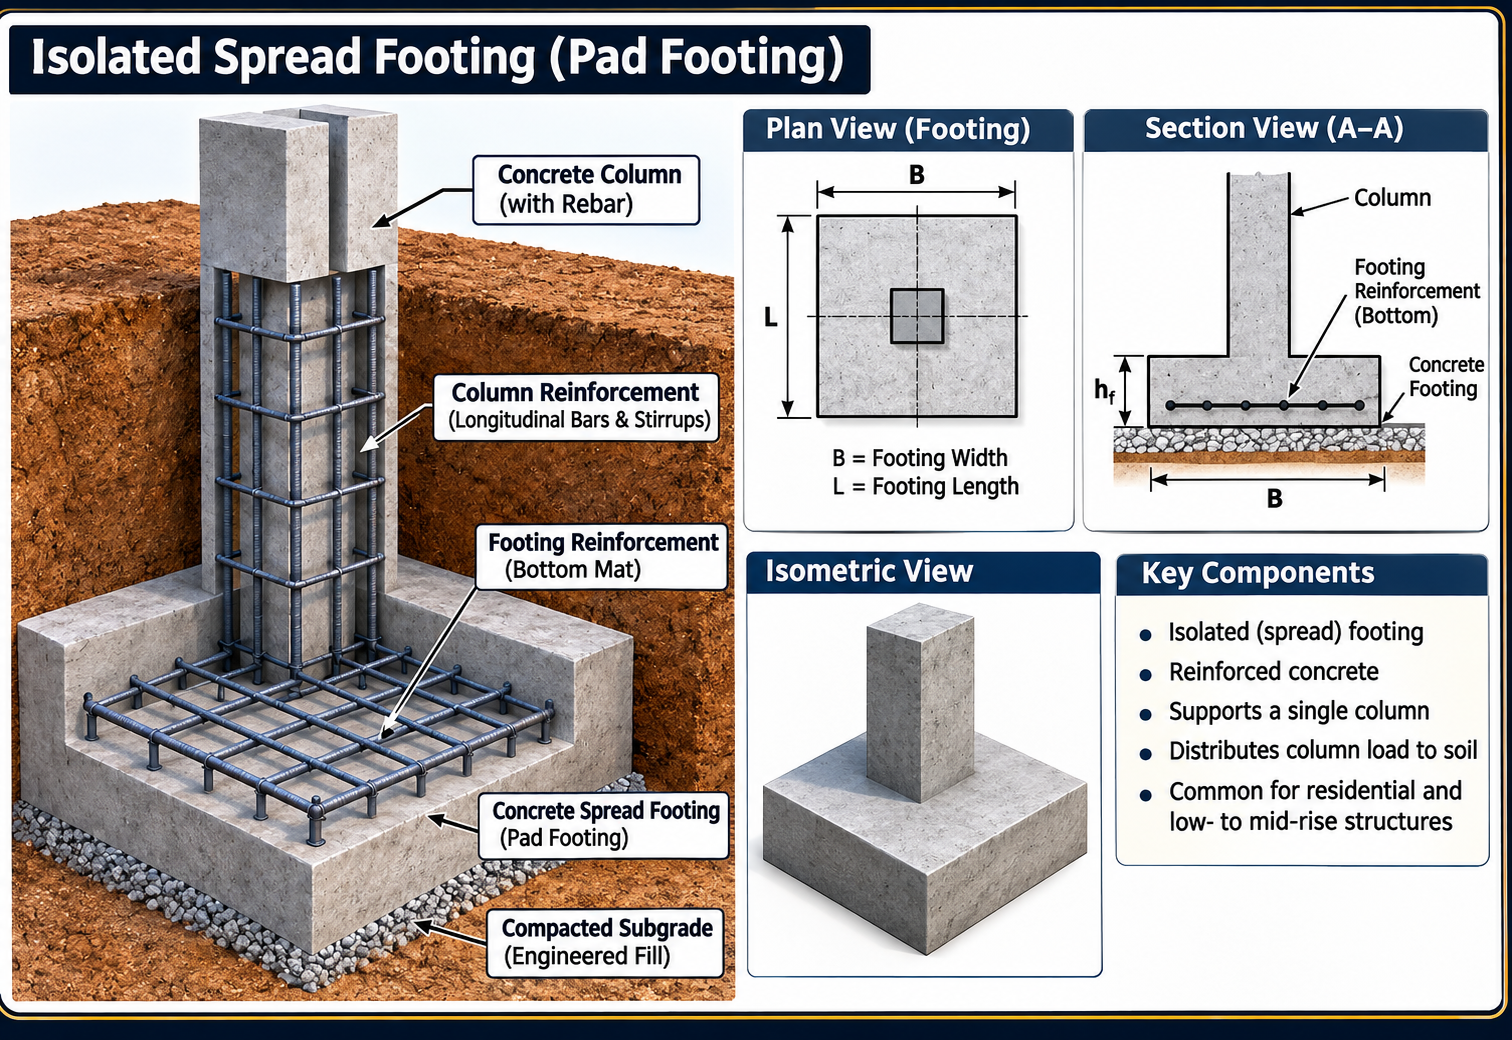 Isolated Spread Footing (Pad Footing)
Concrete Column
(with Rebar)
Column Reinforcement
(Longitudinal Bars & Stirrups)
Footing Reinforcement
(Bottom Mat)
Concrete Spread Footing
(Pad Footing)
Compacted Subgrade
(Engineered Fill)
Plan View (Footing)
B
L
B = Footing Width
L = Footing Length
Section View (A–A)
Column
Footing
Reinforcement
(Bottom)
Concrete
Footing
hf
B
Isometric View
Key Components
• Isolated (spread) footing
• Reinforced concrete
• Supports a single column
• Distributes column load to soil
• Common for residential and
low- to mid-rise structures